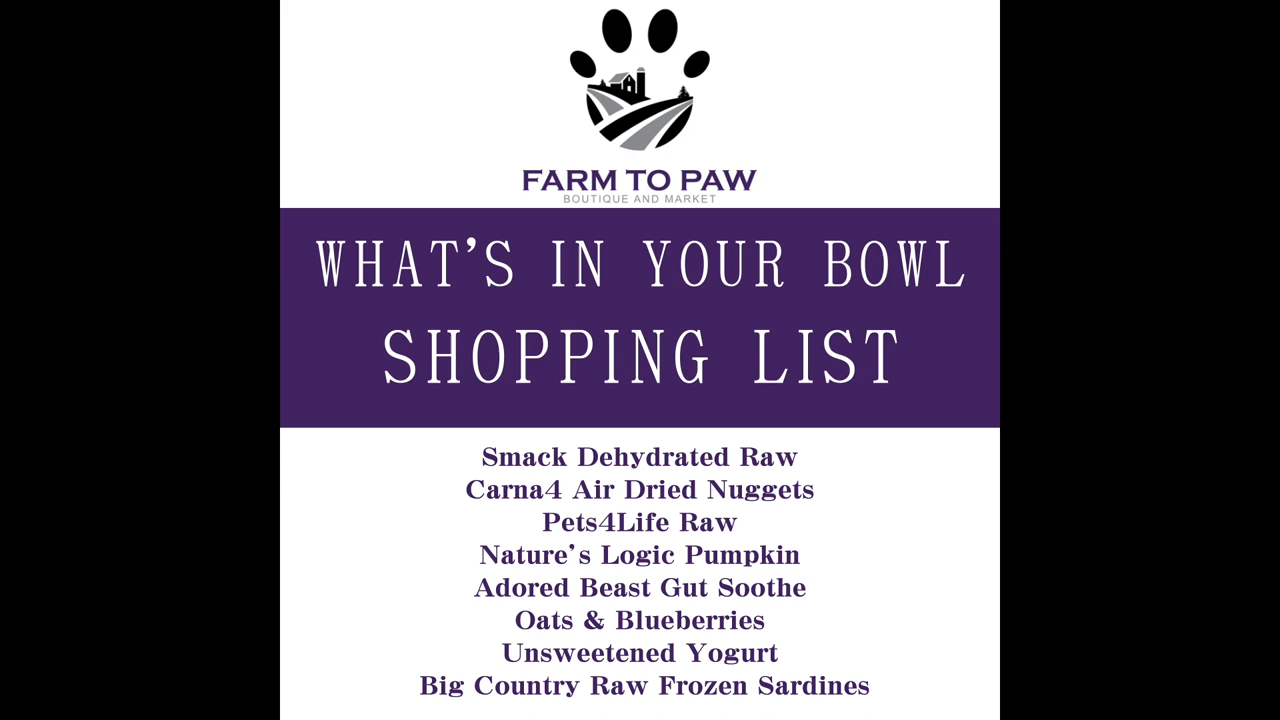 FARM TO PAW
BOUTIQUE AND MARKET
WHAT'S IN YOUR BOWL
SHOPPING LIST
Smack Dehydrated Raw
Carna4 Air Dried Nuggets
Pets4Life Raw
Nature's Logic Pumpkin
Adored Beast Gut Soothe
Oats & Blueberries
Unsweetened Yogurt
Big Country Raw Frozen Sardines